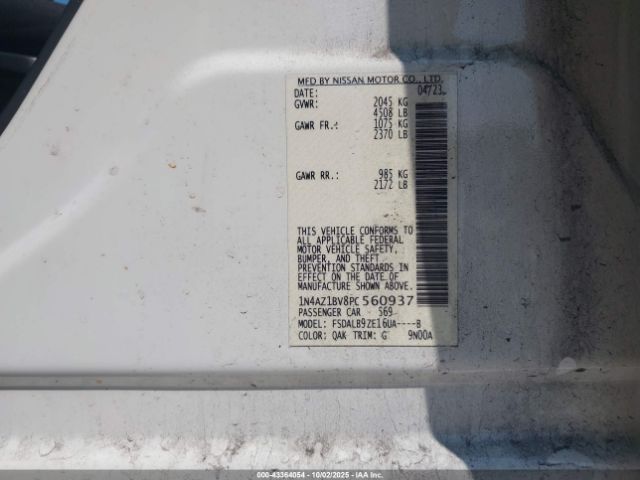 MFD BY NISSAN MOTOR CO., LTD.
DATE: 04/23
GVWR: 2045 KG
4508 LB
GAWR FR.: 1075 KG
2370 LB
GAWR RR.: 985 KG
2172 LB
THIS VEHICLE CONFORMS TO
ALL APPLICABLE FEDERAL
MOTOR VEHICLE SAFETY,
BUMPER, AND THEFT
PREVENTION STANDARDS IN
EFFECT ON THE DATE OF
MANUFACTURE SHOWN
ABOVE.
1N4AZ1BV8PC560937
PASSENGER CAR S69
MODEL: FSDALB9ZE16UA----B
COLOR: QAK TRIM: G 9N00A
000-43364054 | 10/02/2025 | IAAI.com